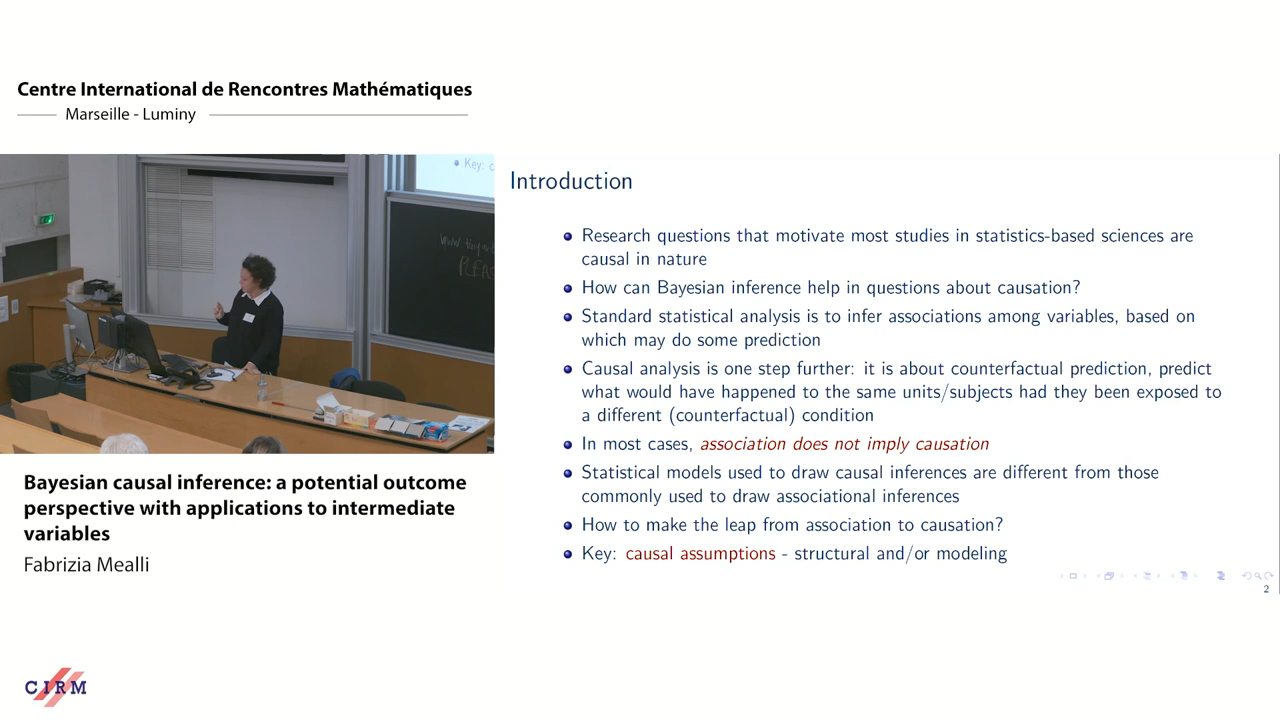 Centre International de Rencontres Mathématiques
Marseille - Luminy
Key:
PLEAS
Bayesian causal inference: a potential outcome
perspective with applications to intermediate
variables
Fabrizia Mealli
CIRM
Introduction
Research questions that motivate most studies in statistics-based sciences are
causal in nature
How can Bayesian inference help in questions about causation?
Standard statistical analysis is to infer associations among variables, based on
which may do some prediction
Causal analysis is one step further: it is about counterfactual prediction, predict
what would have happened to the same units/subjects had they been exposed to
a different (counterfactual) condition
In most cases, association does not imply causation
Statistical models used to draw causal inferences are different from those
commonly used to draw associational inferences
How to make the leap from association to causation?
Key: causal assumptions - structural and/or modeling
2